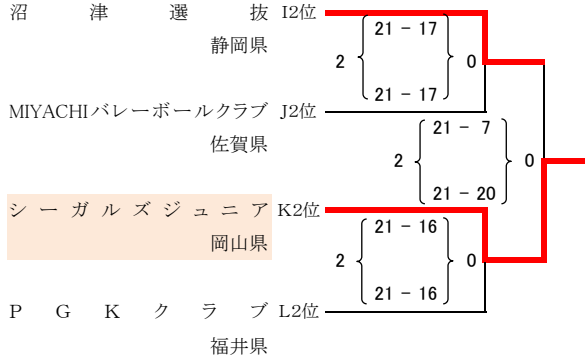 沼津選抜 I2位
静岡県
21 - 17
2 0
21 - 17
MIYACHIバレーボールクラブ J2位
佐賀県
21 - 7
2 0
21 - 20
シーガルズジュニア K2位
岡山県
21 - 16
2 0
21 - 16
PGKクラブ L2位
福井県